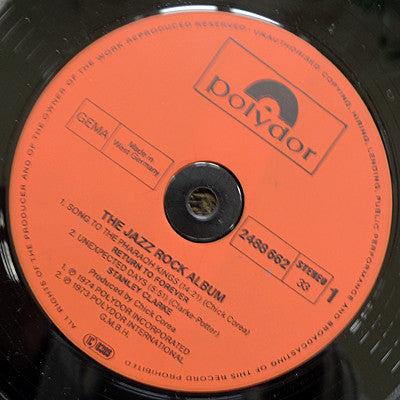 ALL RIGHTS OF THE PRODUCER AND OF THE OWNER OF THE WORK REPRODUCED RESERVED. UNAUTHORISED COPYING, HIRING, LENDING, PUBLIC PERFORMANCE AND BROADCASTING OF THIS RECORD PROHIBITED
polydor
GEMA
Made in
West Germany
2488 662
STEREO
33
1
THE JAZZ ROCK ALBUM
1. SONG TO THE PHARAOH KINGS (14:21) (Chick Corea)
RETURN TO FOREVER
2. UNEXPECTED DAYS (5:51) (Clarke-Potter)
STANLEY CLARKE
Produced by Chick Corea
1. ℗ 1974 POLYDOR INCORPORATED
2. ℗ 1973 POLYDOR INTERNATIONAL
G.M.B.H.